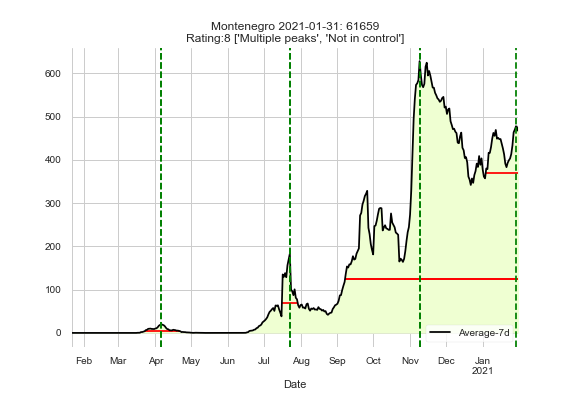 Montenegro 2021-01-31: 61659
Rating:8 ['Multiple peaks', 'Not in control']
600
500
400
300
200
100
0
Average-7d
Feb Mar Apr May Jun Jul Aug Sep Oct Nov Dec Jan
2021
Date